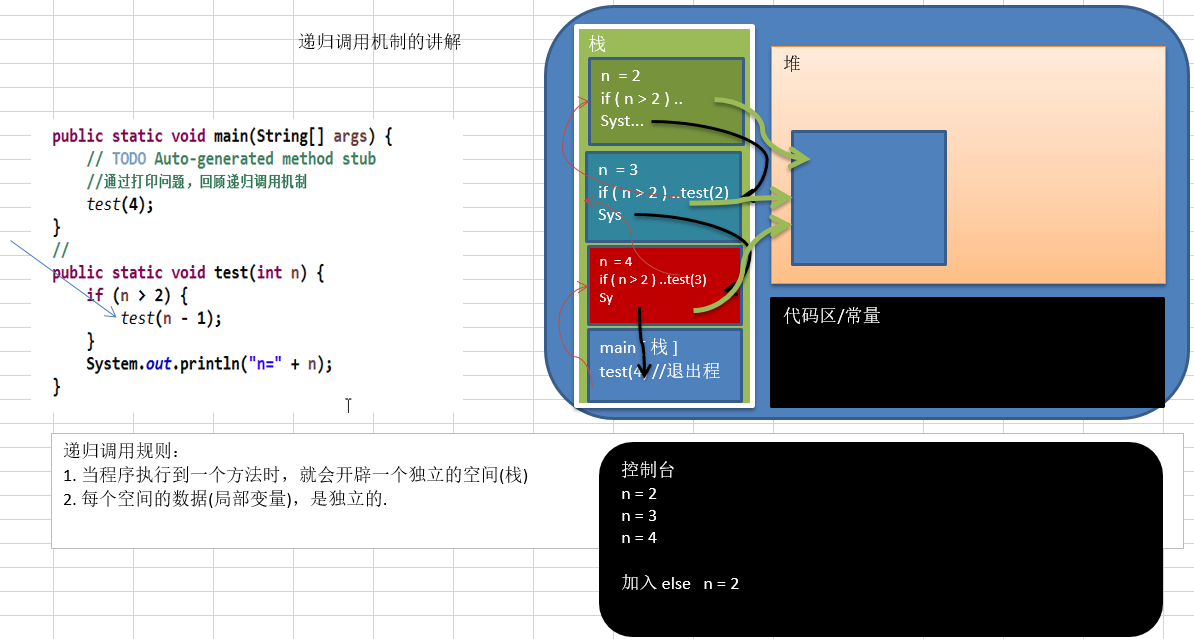 递归调用机制的讲解
public static void main(String[] args) {
// TODO Auto-generated method stub
//通过打印问题，回顾递归调用机制
test(4);
}
//
public static void test(int n) {
if (n > 2) {
test(n - 1);
}
System.out.println("n=" + n);
}
栈
n = 2
if ( n > 2 ) ..
Syst...
n = 3
if ( n > 2 ) ..test(2)
Sys
n = 4
if ( n > 2 ) ..test(3)
Sy
main [ 栈 ]
test(4) //退出程
堆
代码区/常量
递归调用规则：
1. 当程序执行到一个方法时，就会开辟一个独立的空间(栈)
2. 每个空间的数据(局部变量)，是独立的.
控制台
n = 2
n = 3
n = 4
加入 else n = 2